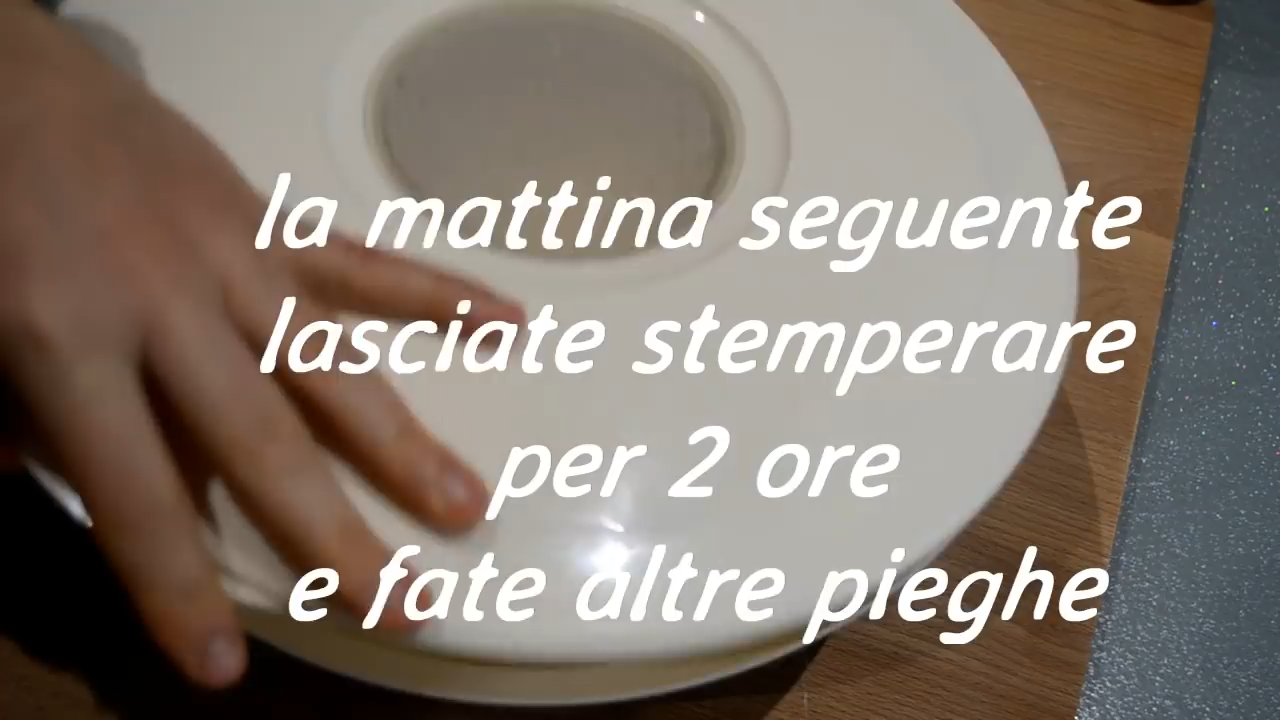 la mattina seguente
lasciate stemperare
per 2 ore
e fate altre pieghe